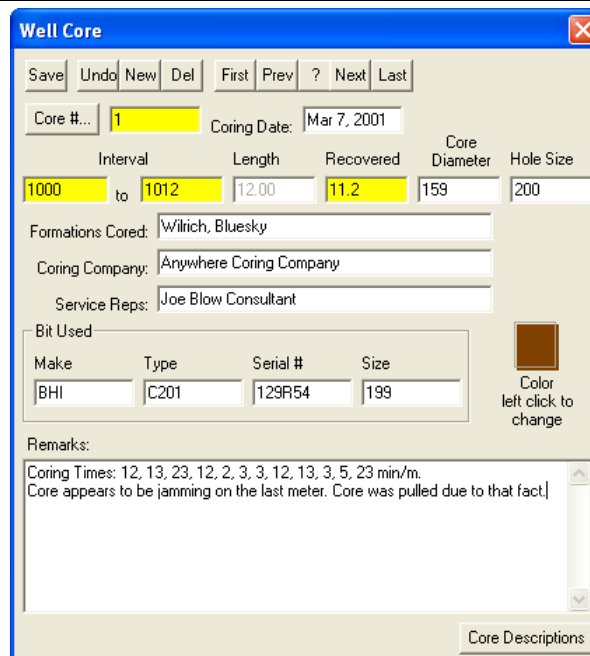 Well Core
Save Undo New Del First Prev ? Next Last
Core #... 1 Coring Date: Mar 7, 2001
Interval Length Recovered Core Diameter Hole Size
1000 to 1012 12.00 11.2 159 200
Formations Cored: Wilrich, Bluesky
Coring Company: Anywhere Coring Company
Service Reps: Joe Blow Consultant
Bit Used
Make Type Serial # Size
BHI C201 129R54 199
Color
left click to
change
Remarks:
Coring Times: 12, 13, 23, 12, 2, 3, 3, 12, 13, 3, 5, 23 min/m.
Core appears to be jamming on the last meter. Core was pulled due to that fact.
Core Descriptions